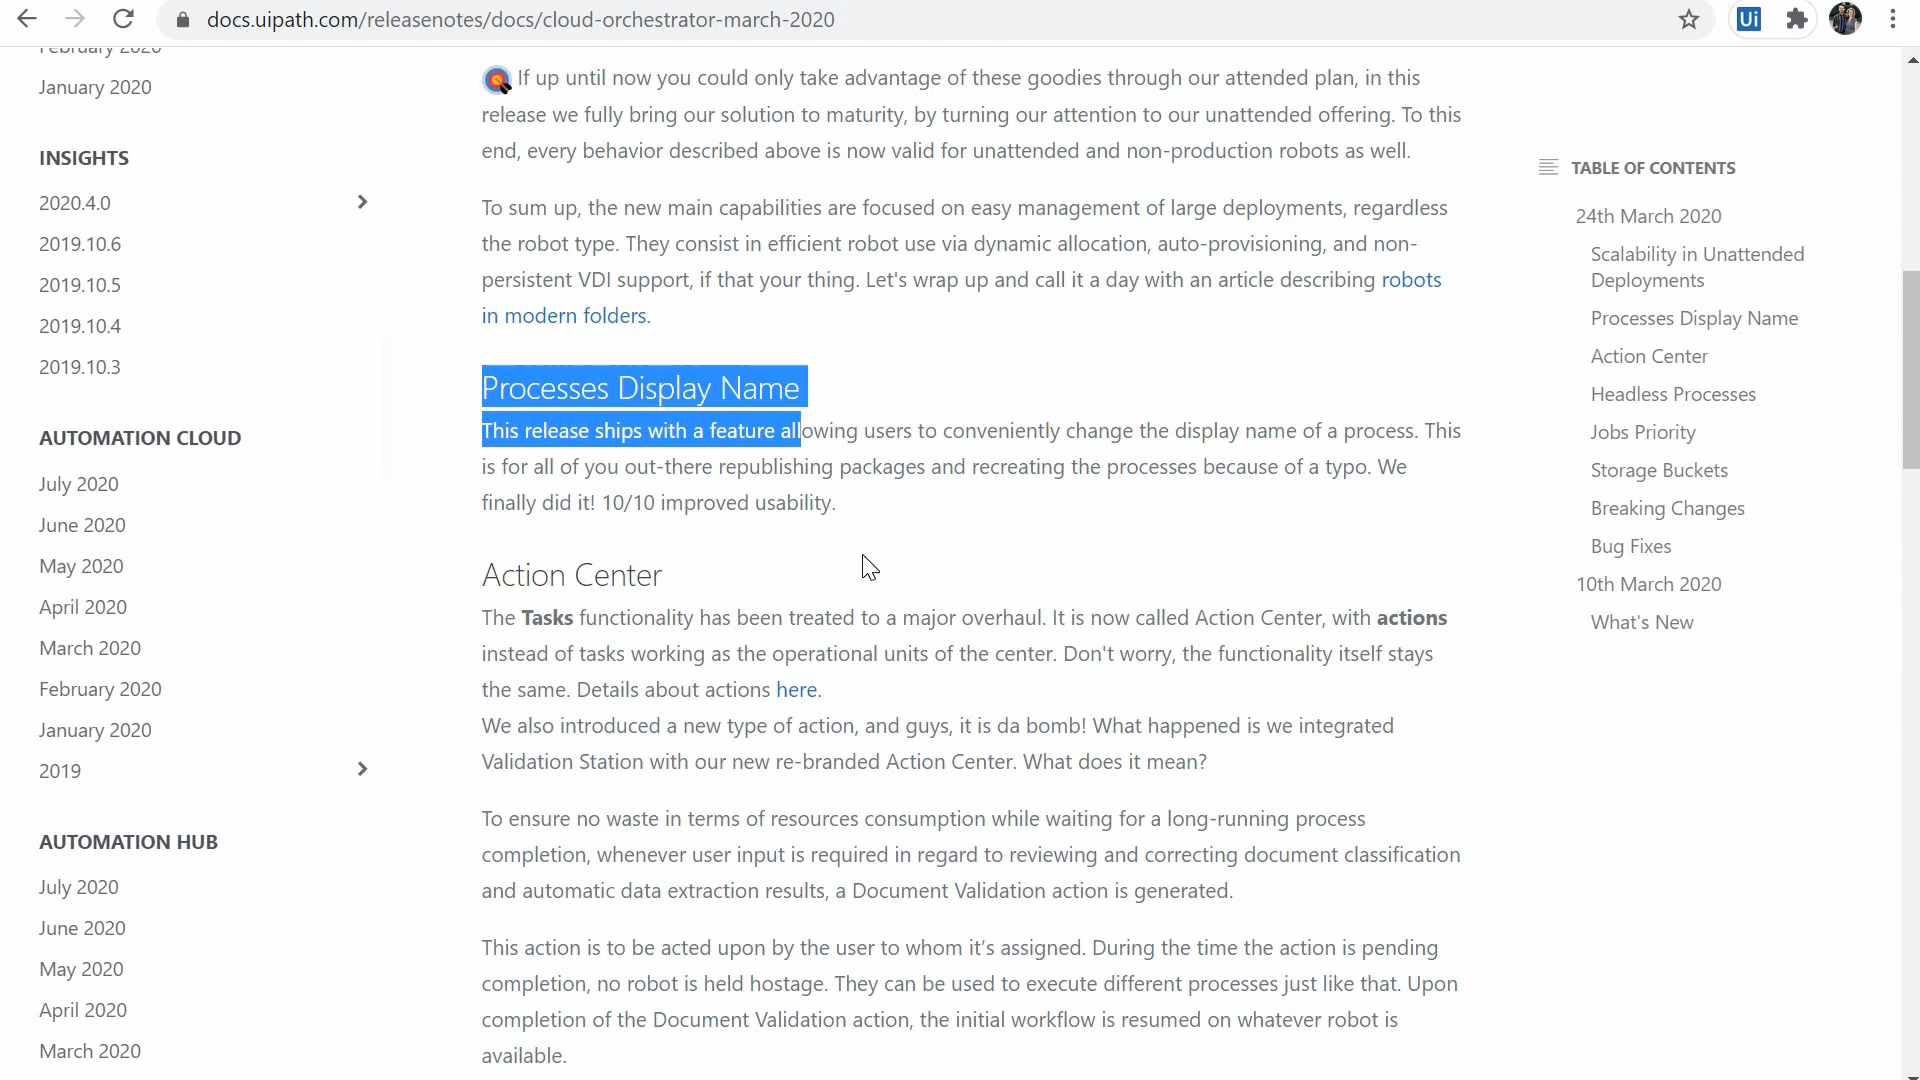 docs.uipath.com/releasenotes/docs/cloud-orchestrator-march-2020
Ui
February 2020
January 2020
INSIGHTS
2020.4.0
2019.10.6
2019.10.5
2019.10.4
2019.10.3
AUTOMATION CLOUD
July 2020
June 2020
May 2020
April 2020
March 2020
February 2020
January 2020
2019
AUTOMATION HUB
July 2020
June 2020
May 2020
April 2020
March 2020
If up until now you could only take advantage of these goodies through our attended plan, in this
release we fully bring our solution to maturity, by turning our attention to our unattended offering. To this
end, every behavior described above is now valid for unattended and non-production robots as well.
To sum up, the new main capabilities are focused on easy management of large deployments, regardless
the robot type. They consist in efficient robot use via dynamic allocation, auto-provisioning, and non-
persistent VDI support, if that your thing. Let's wrap up and call it a day with an article describing robots
in modern folders.
Processes Display Name
This release ships with a feature allowing users to conveniently change the display name of a process. This
is for all of you out-there republishing packages and recreating the processes because of a typo. We
finally did it! 10/10 improved usability.
Action Center
The Tasks functionality has been treated to a major overhaul. It is now called Action Center, with actions
instead of tasks working as the operational units of the center. Don't worry, the functionality itself stays
the same. Details about actions here.
We also introduced a new type of action, and guys, it is da bomb! What happened is we integrated
Validation Station with our new re-branded Action Center. What does it mean?
To ensure no waste in terms of resources consumption while waiting for a long-running process
completion, whenever user input is required in regard to reviewing and correcting document classification
and automatic data extraction results, a Document Validation action is generated.
This action is to be acted upon by the user to whom it’s assigned. During the time the action is pending
completion, no robot is held hostage. They can be used to execute different processes just like that. Upon
completion of the Document Validation action, the initial workflow is resumed on whatever robot is
available.
TABLE OF CONTENTS
24th March 2020
Scalability in Unattended
Deployments
Processes Display Name
Action Center
Headless Processes
Jobs Priority
Storage Buckets
Breaking Changes
Bug Fixes
10th March 2020
What's New